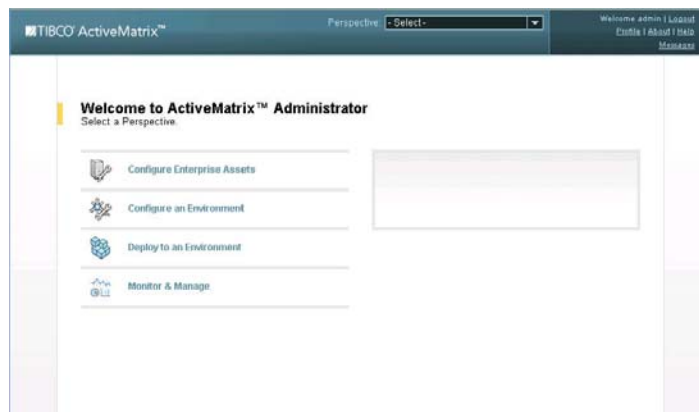 TIBCO ActiveMatrix™
Perspective: - Select -
Welcome admin | Logout
Profile | About | Help
Messages
Welcome to ActiveMatrix™ Administrator
Select a Perspective.
Configure Enterprise Assets
Configure an Environment
Deploy to an Environment
Monitor & Manage